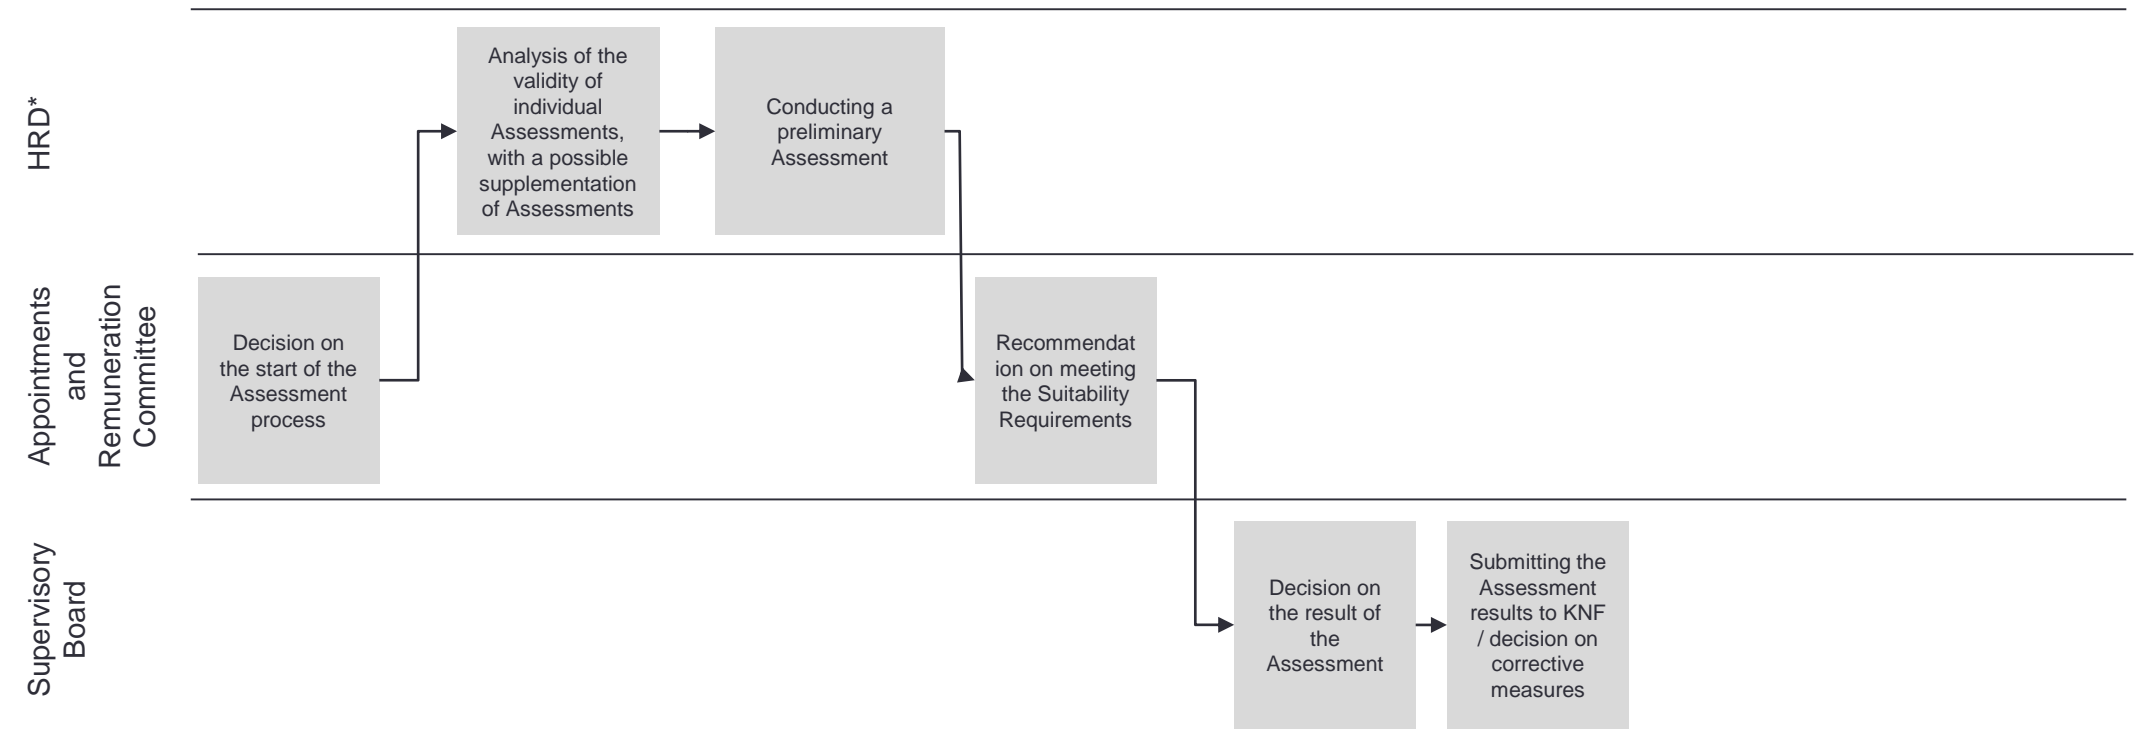 HRD*
Analysis of the
validity of
individual
Assessments,
with a possible
supplementation
of Assessments
Conducting a
preliminary
Assessment
Appointments
and
Remuneration
Committee
Decision on
the start of the
Assessment
process
Recommendat
ion on meeting
the Suitability
Requirements
Supervisory
Board
Decision on
the result of
the
Assessment
Submitting the
Assessment
results to KNF
/ decision on
corrective
measures